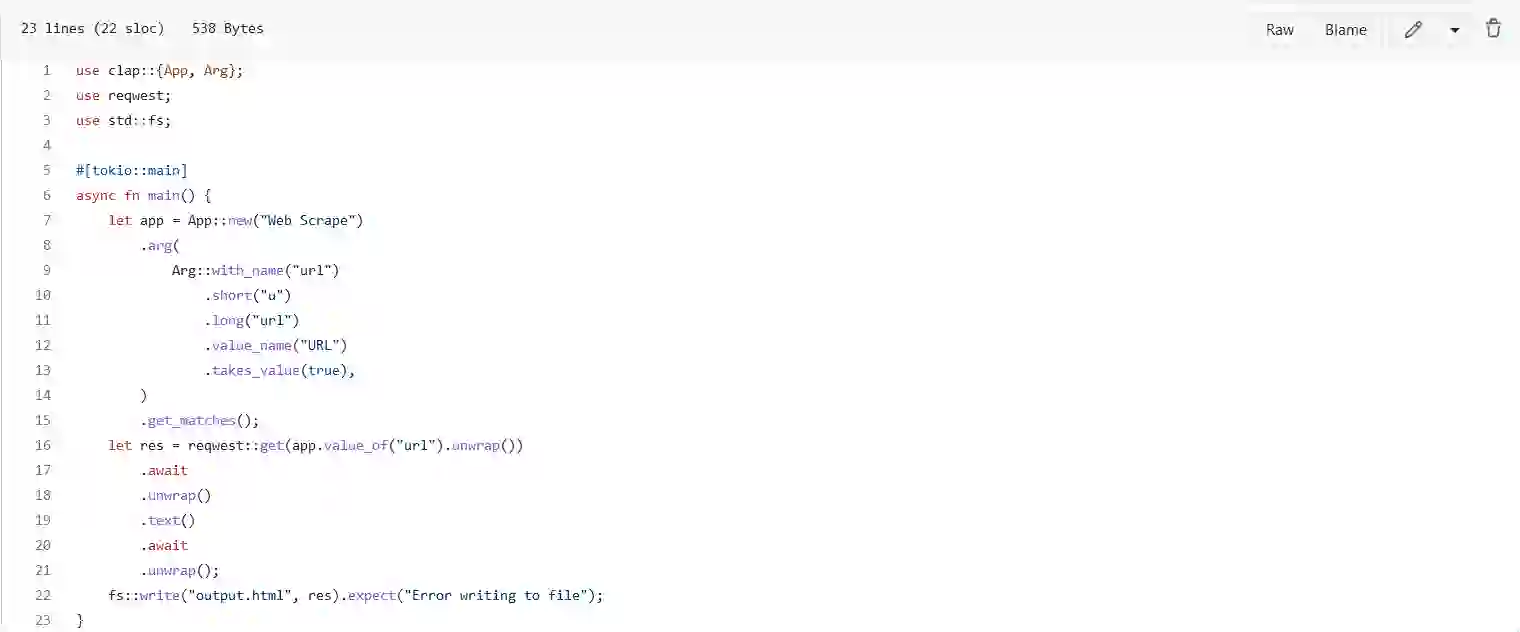 23 lines (22 sloc) 538 Bytes Raw Blame
1 use clap::{App, Arg};
2 use reqwest;
3 use std::fs;
4
5 #[tokio::main]
6 async fn main() {
7     let app = App::new("Web Scrape")
8         .arg(
9             Arg::with_name("url")
10                 .short("u")
11                 .long("url")
12                 .value_name("URL")
13                 .takes_value(true),
14         )
15         .get_matches();
16     let res = reqwest::get(app.value_of("url").unwrap())
17         .await
18         .unwrap()
19         .text()
20         .await
21         .unwrap();
22     fs::write("output.html", res).expect("Error writing to file");
23 }